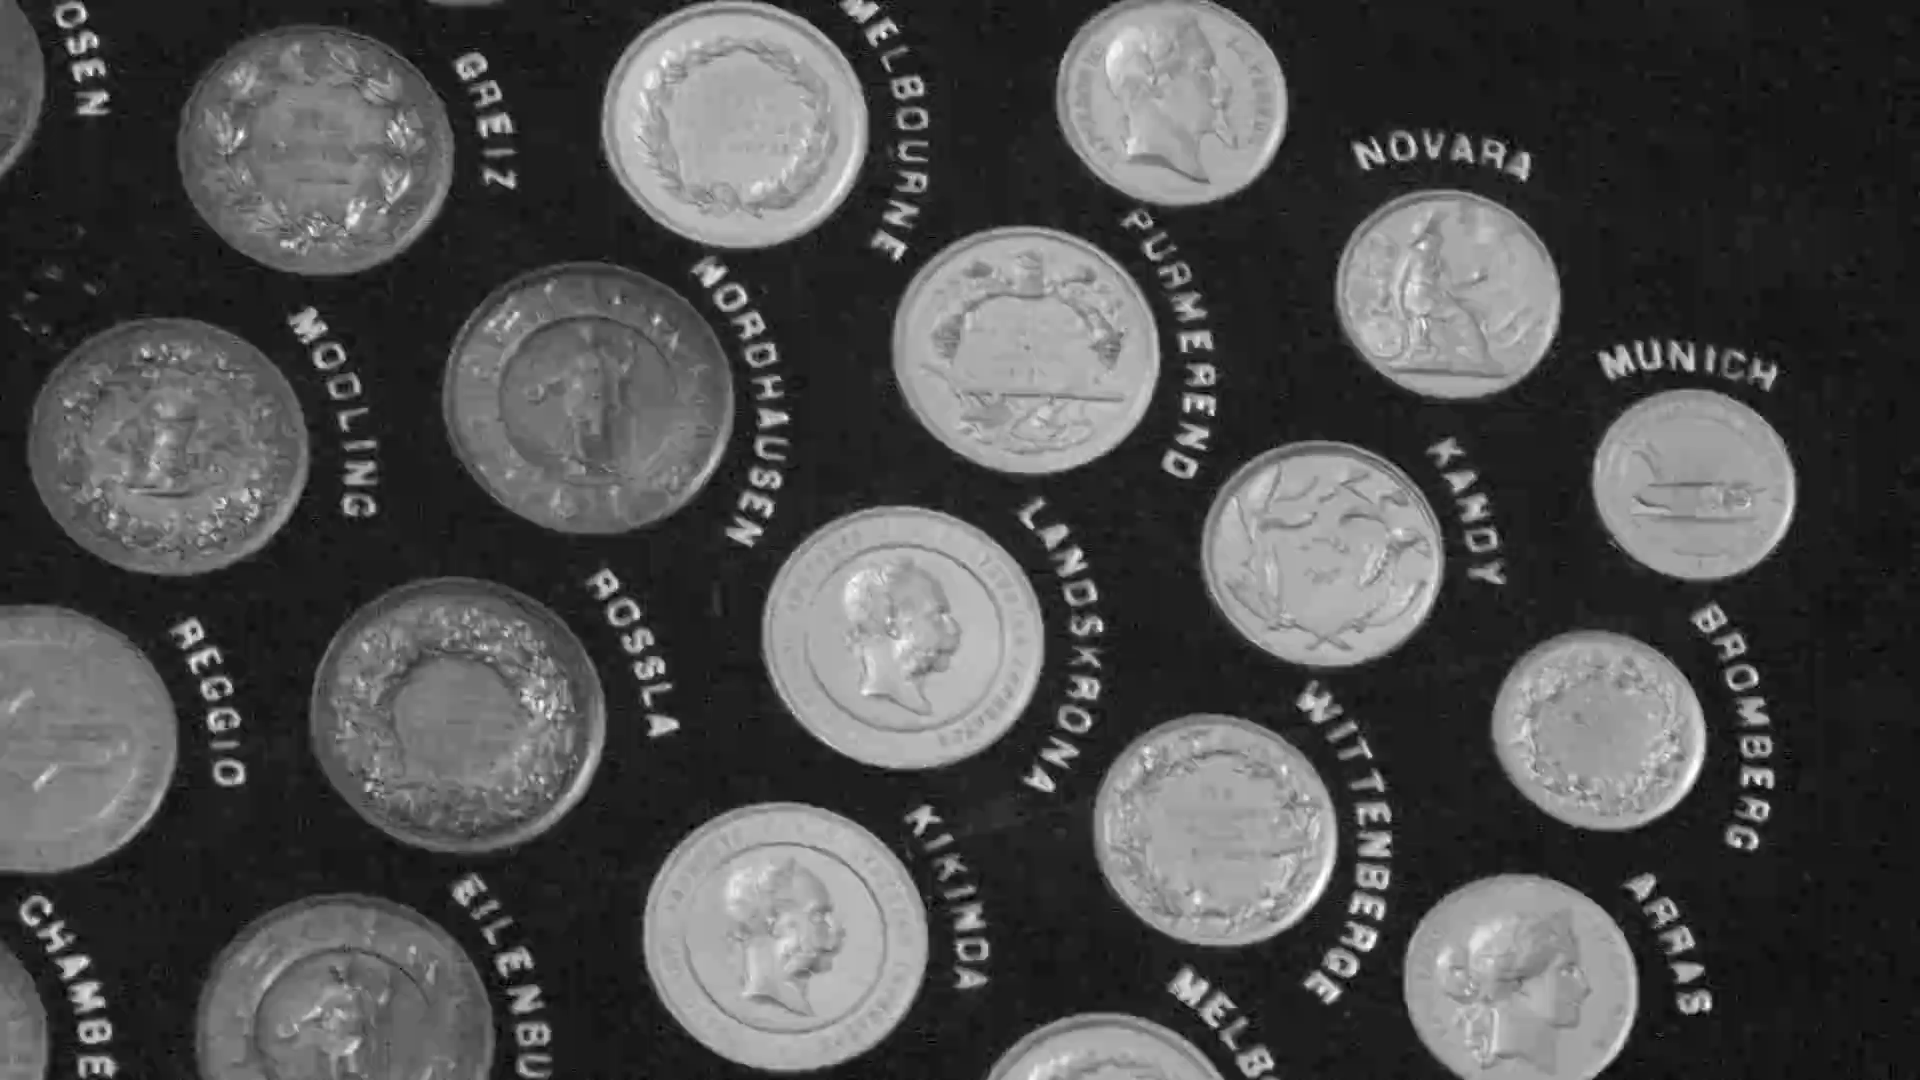 OSEN
GREIZ
MELBOURNE
NOVARA
MODLING
NORDHAUSEN
PURMEREND
MUNICH
KANDY
REGGIO
ROSSLA
LANDSKRONA
BROMBERG
WITTENBERGE
CHAMBE
EILENBU
KIKINDA
ARRAS
MELB